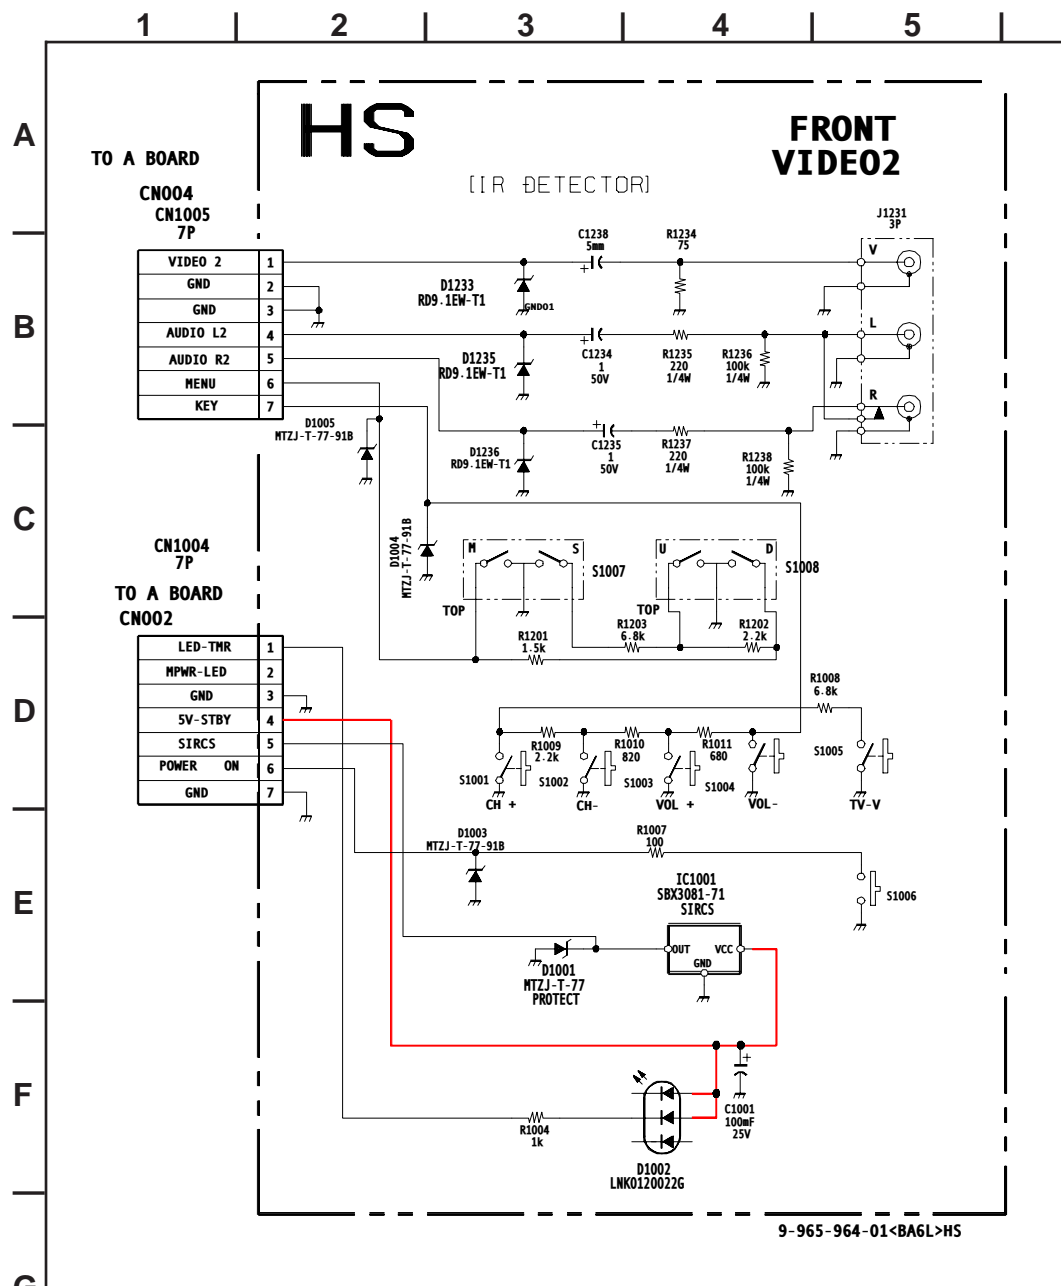 1 2 3 4 5
A
B
C
D
E
F
G
HS
FRONT
VIDEO2
[IR DETECTOR]
TO A BOARD
CN004
CN1005
7P
VIDEO 2 1
GND 2
GND 3
AUDIO L2 4
AUDIO R2 5
MENU 6
KEY 7
J1231
3P
V
L
R
C1238
5mm
R1234
75
D1233
RD9.1EW-T1
GND01
D1235
RD9.1EW-T1
C1234
1
50V
R1235
220
1/4W
R1236
100k
1/4W
D1005
MTZJ-T-77-91B
D1236
RD9.1EW-T1
C1235
1
50V
R1237
220
1/4W
R1238
100k
1/4W
D1004
MTZJ-T-77-91B
M S
S1007
TOP
U D
S1008
TOP
R1201
1.5k
R1203
6.8k
R1202
2.2k
CN1004
7P
TO A BOARD
CN002
LED-TMR 1
MPWR-LED 2
GND 3
5V-STBY 4
SIRCS 5
POWER ON 6
GND 7
R1008
6.8k
R1009
2.2k
R1010
820
R1011
680
S1001
S1002
S1003
S1004
S1005
CH +
CH-
VOL +
VOL-
TV-V
D1003
MTZJ-T-77-91B
R1007
100
S1006
IC1001
SBX3081-71
SIRCS
OUT VCC
GND
D1001
MTZJ-T-77
PROTECT
+
C1001
100mF
25V
R1004
1k
D1002
LNK0120022G
9-965-964-01<BA6L>HS